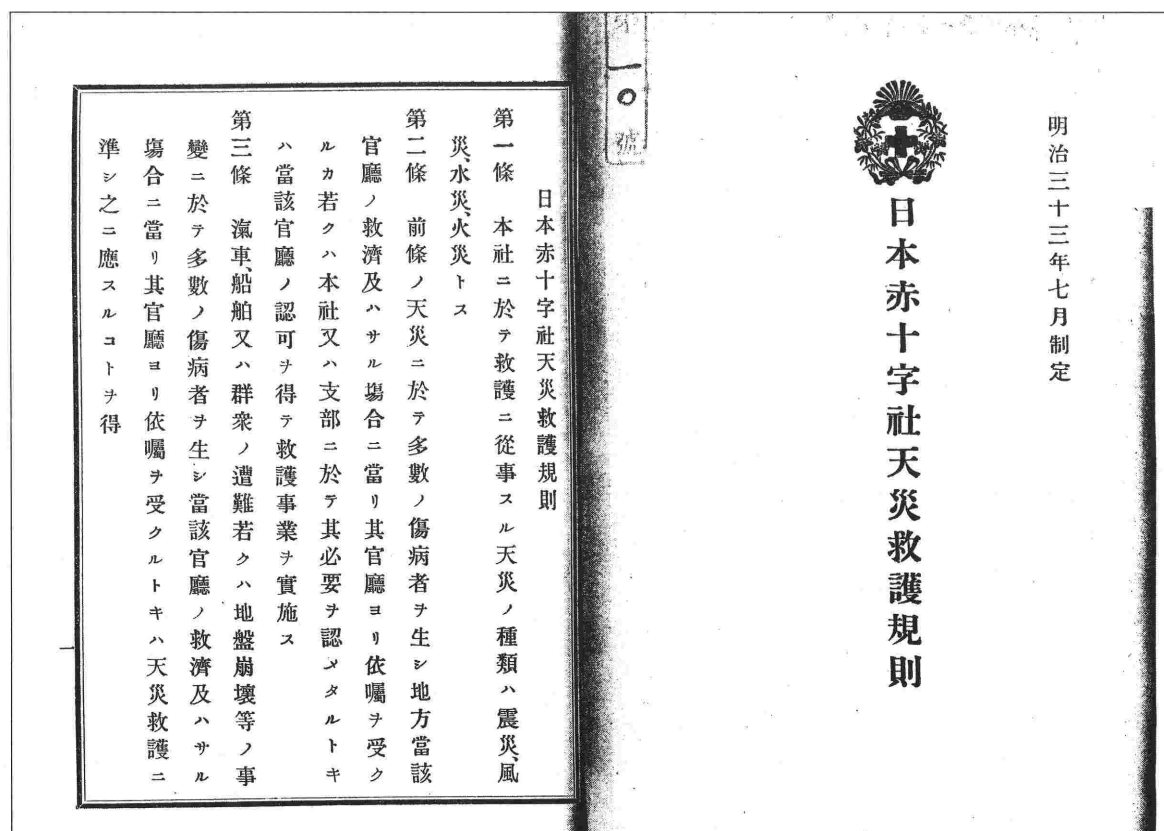 明治三十三年七月制定
日本赤十字社天災救護規則
第一〇號
日本赤十字社天災救護規則
第一條　本社ニ於テ救護ニ從事スル天災ノ種類ハ震災、風
災、水災、火災トス
第二條　前條ノ天災ニ於テ多數ノ傷病者ヲ生シ地方當該
官廳ノ救濟及ハサル塲合ニ當リ其官廳ヨリ依囑ヲ受ク
ルカ若クハ本社又ハ支部ニ於テ其必要ヲ認メタルトキ
ハ當該官廳ノ認可ヲ得テ救護事業ヲ實施ス
第三條　滊車、船舶又ハ群衆ノ遭難若クハ地盤崩壞等ノ事
變ニ於テ多數ノ傷病者ヲ生シ當該官廳ノ救濟及ハサル
塲合ニ當リ其官廳ヨリ依囑ヲ受クルトキハ天災救護ニ
準シ之ニ應スルコトヲ得
一